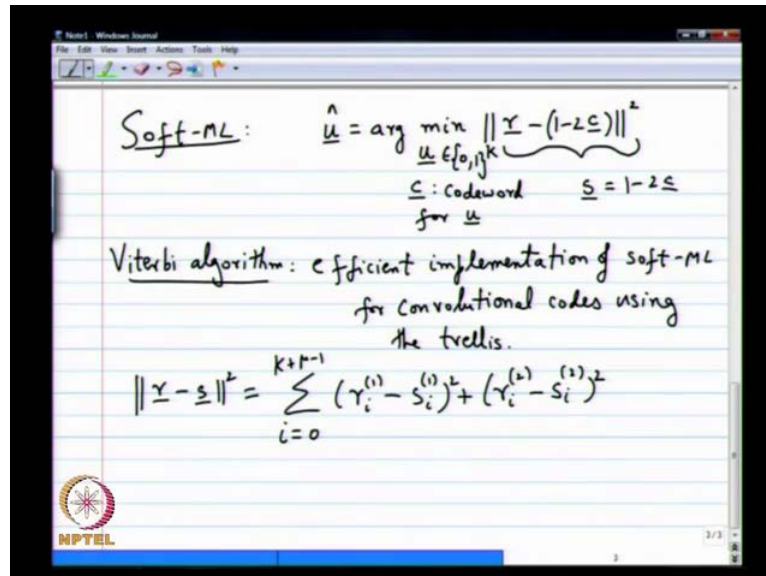 Note1 - Windows Journal
File Edit View Insert Actions Tools Help
Soft-ML: û = arg min ||r - (1-2c)||²
u ∈ {0,1}^K
c : codeword s = 1-2c
for u
Viterbi algorithm: efficient implementation of soft-ML
for convolutional codes using
the trellis.
||r - s||² = Σ_{i=0}^{K+μ-1} (r_i^{(1)} - s_i^{(1)})² + (r_i^{(2)} - s_i^{(2)})²
NPTEL
3/3
3